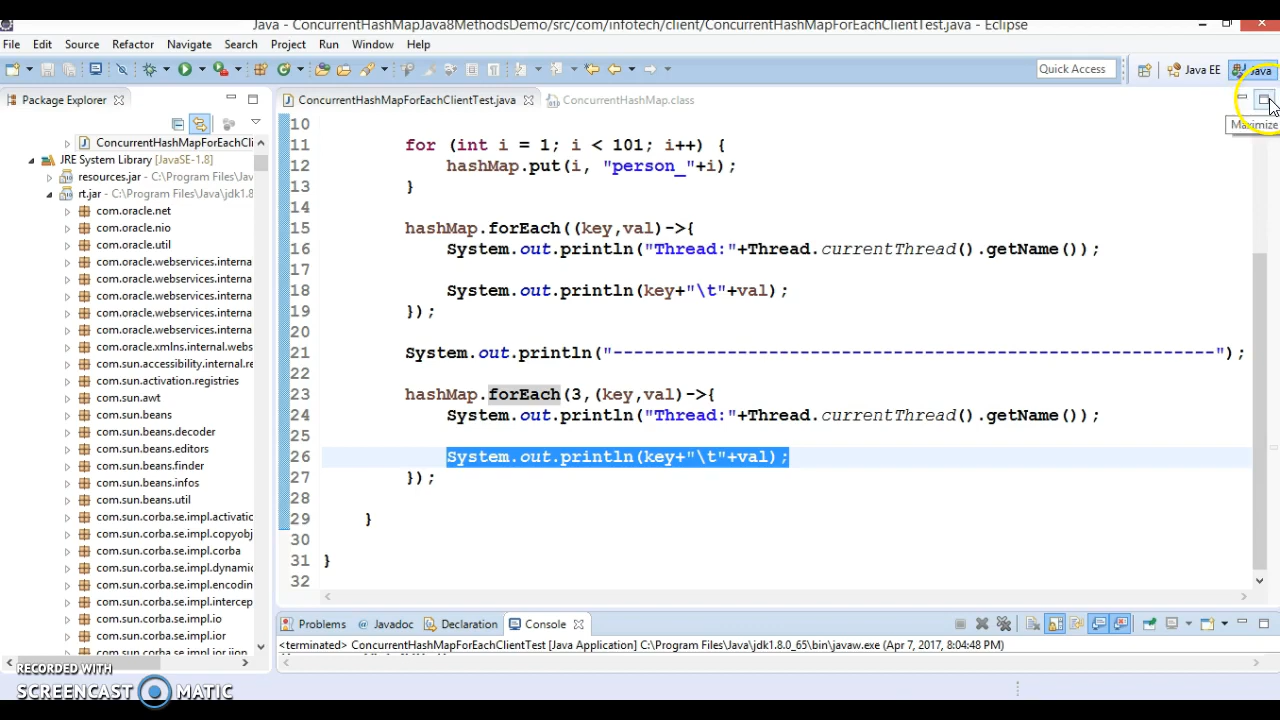 Java - ConcurrentHashMapJava8MethodsDemo/src/com/infotech/client/ConcurrentHashMapForEachClientTest.java - Eclipse
File Edit Source Refactor Navigate Search Project Run Window Help
Quick Access Java EE Java
Package Explorer
ConcurrentHashMapForEachClientTest.java ConcurrentHashMap.class
Maximize
ConcurrentHashMapForEachCli
JRE System Library [JavaSE-1.8]
resources.jar - C:\Program Files\
rt.jar - C:\Program Files\Java\jdk1.8
com.oracle.net
com.oracle.nio
com.oracle.util
com.oracle.webservices.interna
com.oracle.webservices.interna
com.oracle.webservices.interna
com.oracle.webservices.interna
com.oracle.webservices.interna
com.oracle.xmlns.internal.webs
com.sun.accessibility.internal.re
com.sun.activation.registries
com.sun.awt
com.sun.beans
com.sun.beans.decoder
com.sun.beans.editors
com.sun.beans.finder
com.sun.beans.infos
com.sun.beans.util
com.sun.corba.se.impl.activatio
com.sun.corba.se.impl.copyobj
com.sun.corba.se.impl.corba
com.sun.corba.se.impl.dynamic
com.sun.corba.se.impl.encodin
com.sun.corba.se.impl.intercep
com.sun.corba.se.impl.io
com.sun.corba.se.impl.ior
com.sun.corba.se.impl.ior.iiop
10
11 for (int i = 1; i < 101; i++) {
12 hashMap.put(i, "person_"+i);
13 }
14
15 hashMap.forEach((key,val)->{
16 System.out.println("Thread:"+Thread.currentThread().getName());
17
18 System.out.println(key+"\t"+val);
19 });
20
21 System.out.println("----------------------------------------------------------");
22
23 hashMap.forEach(3,(key,val)->{
24 System.out.println("Thread:"+Thread.currentThread().getName());
25
26 System.out.println(key+"\t"+val);
27 });
28
29 }
30
31 }
32
Problems @ Javadoc Declaration Console
<terminated> ConcurrentHashMapForEachClientTest [Java Application] C:\Program Files\Java\jdk1.8.0_65\bin\javaw.exe (Apr 7, 2017, 8:04:48 PM)
RECORDED WITH
SCREENCAST MATIC